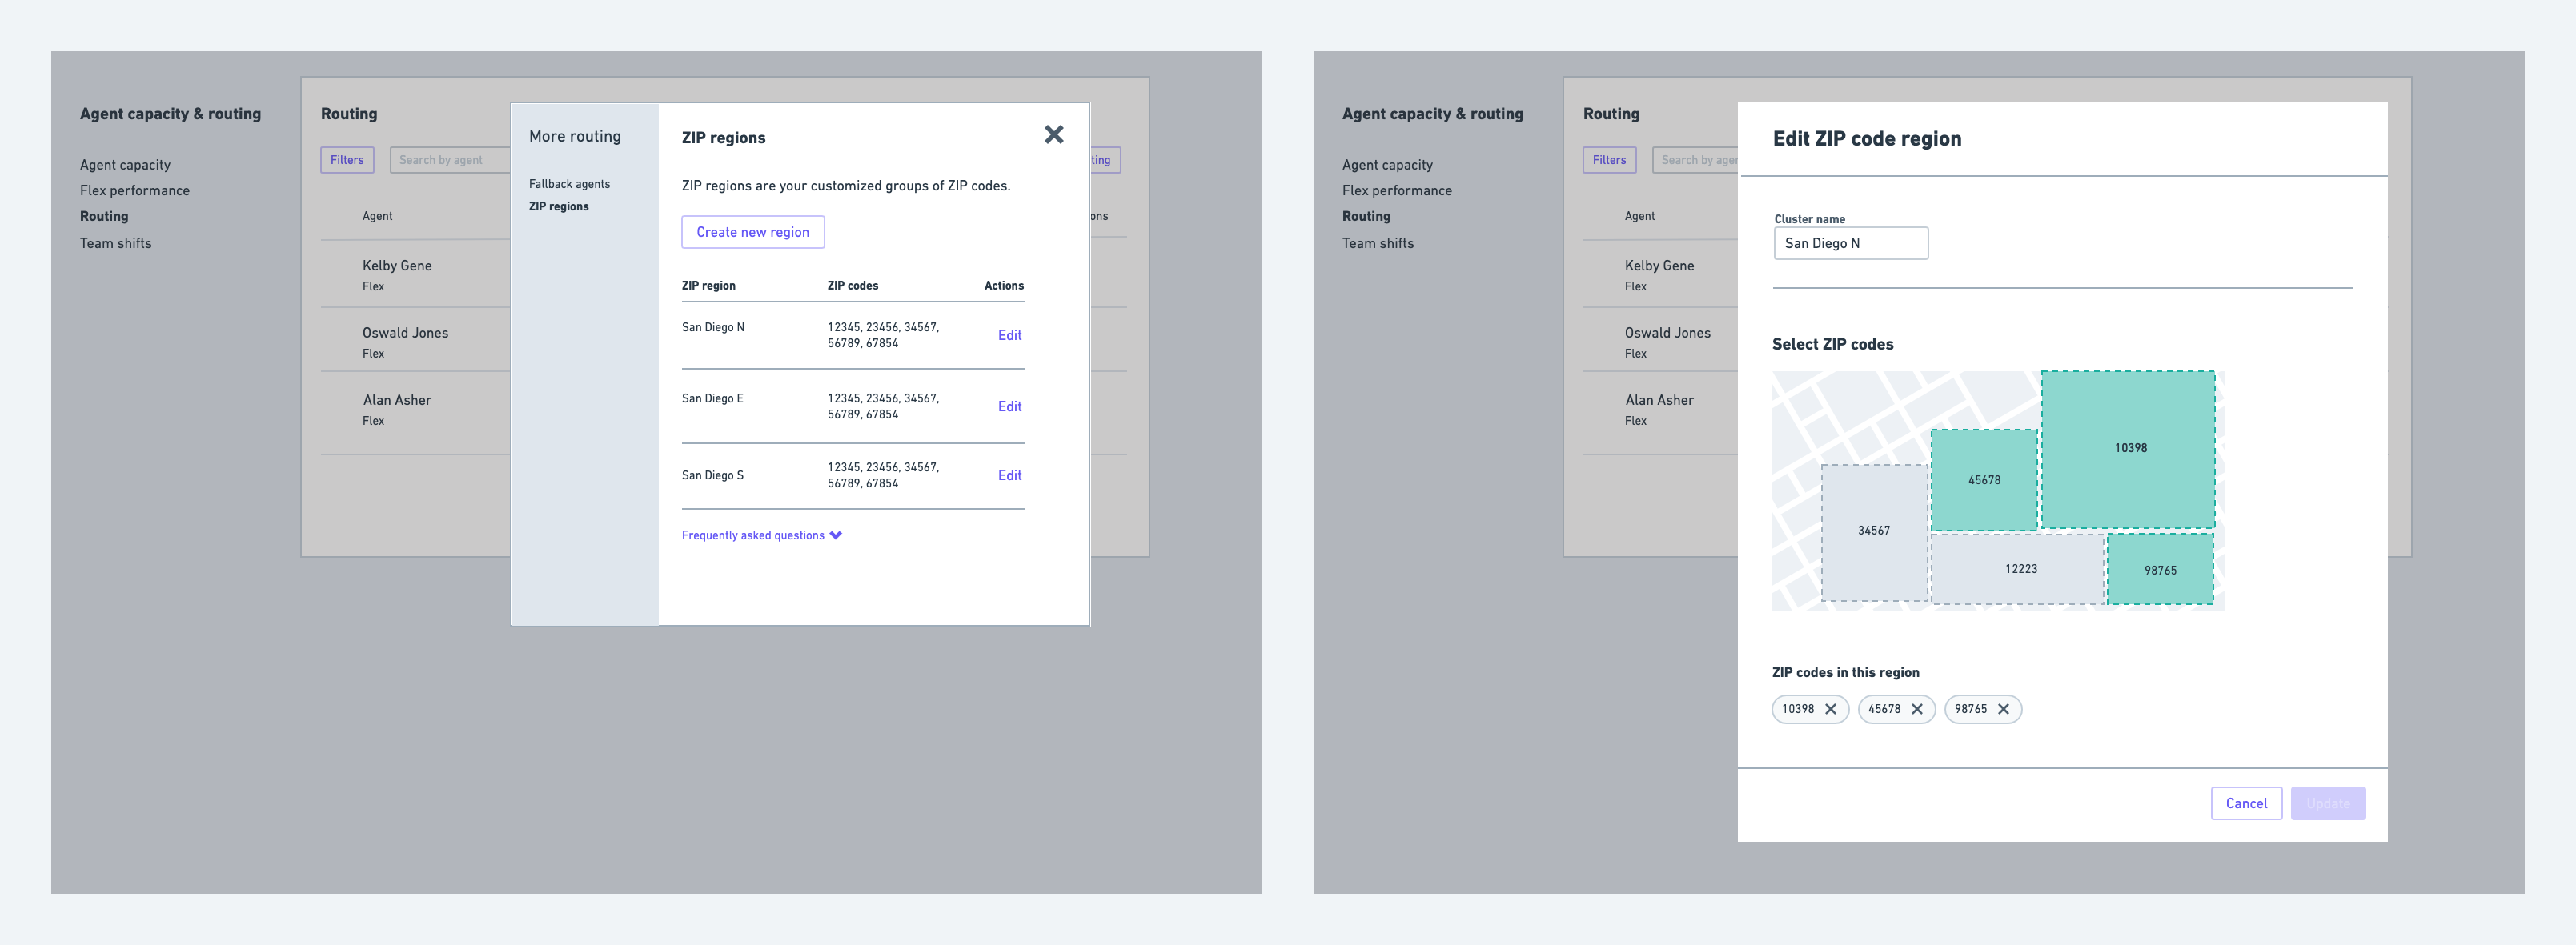 Agent capacity & routing
Agent capacity
Flex performance
Routing
Team shifts
Routing
Filters
Search by agent
ting
Agent
ons
Kelby Gene
Flex
Oswald Jones
Flex
Alan Asher
Flex
More routing
Fallback agents
ZIP regions
ZIP regions
ZIP regions are your customized groups of ZIP codes.
Create new region
ZIP region ZIP codes Actions
San Diego N 12345, 23456, 34567, Edit
56789, 67854
San Diego E 12345, 23456, 34567, Edit
56789, 67854
San Diego S 12345, 23456, 34567, Edit
56789, 67854
Frequently asked questions
Agent capacity & routing
Agent capacity
Flex performance
Routing
Team shifts
Routing
Filters
Search by agen
Agent
Kelby Gene
Flex
Oswald Jones
Flex
Alan Asher
Flex
Edit ZIP code region
Cluster name
San Diego N
Select ZIP codes
10398
45678
34567
12223
98765
ZIP codes in this region
10398 45678 98765
Cancel Update